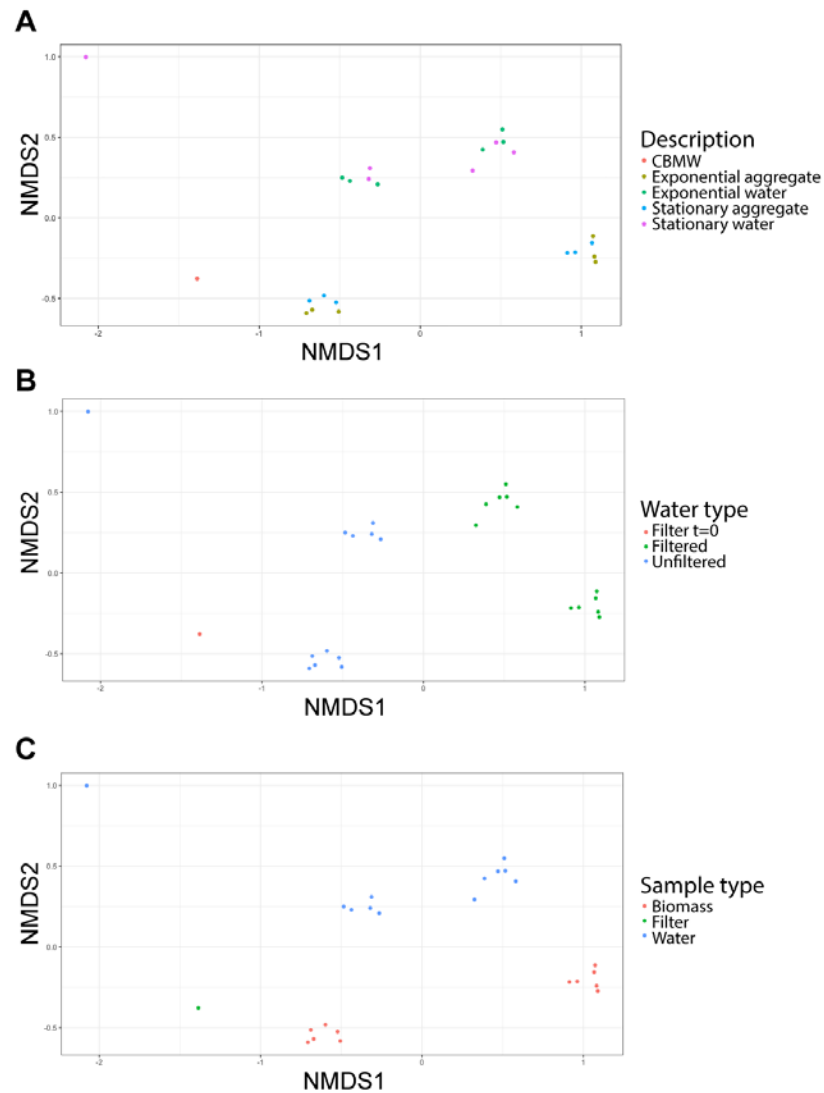 A
NMDS2
1.0
0.5
0.0
-0.5
-2
-1
0
1
NMDS1
Description
CBMW
Exponential aggregate
Exponential water
Stationary aggregate
Stationary water
B
NMDS2
1.0
0.5
0.0
-0.5
-2
-1
0
1
NMDS1
Water type
Filter t=0
Filtered
Unfiltered
C
NMDS2
1.0
0.5
0.0
-0.5
-2
-1
0
1
NMDS1
Sample type
Biomass
Filter
Water